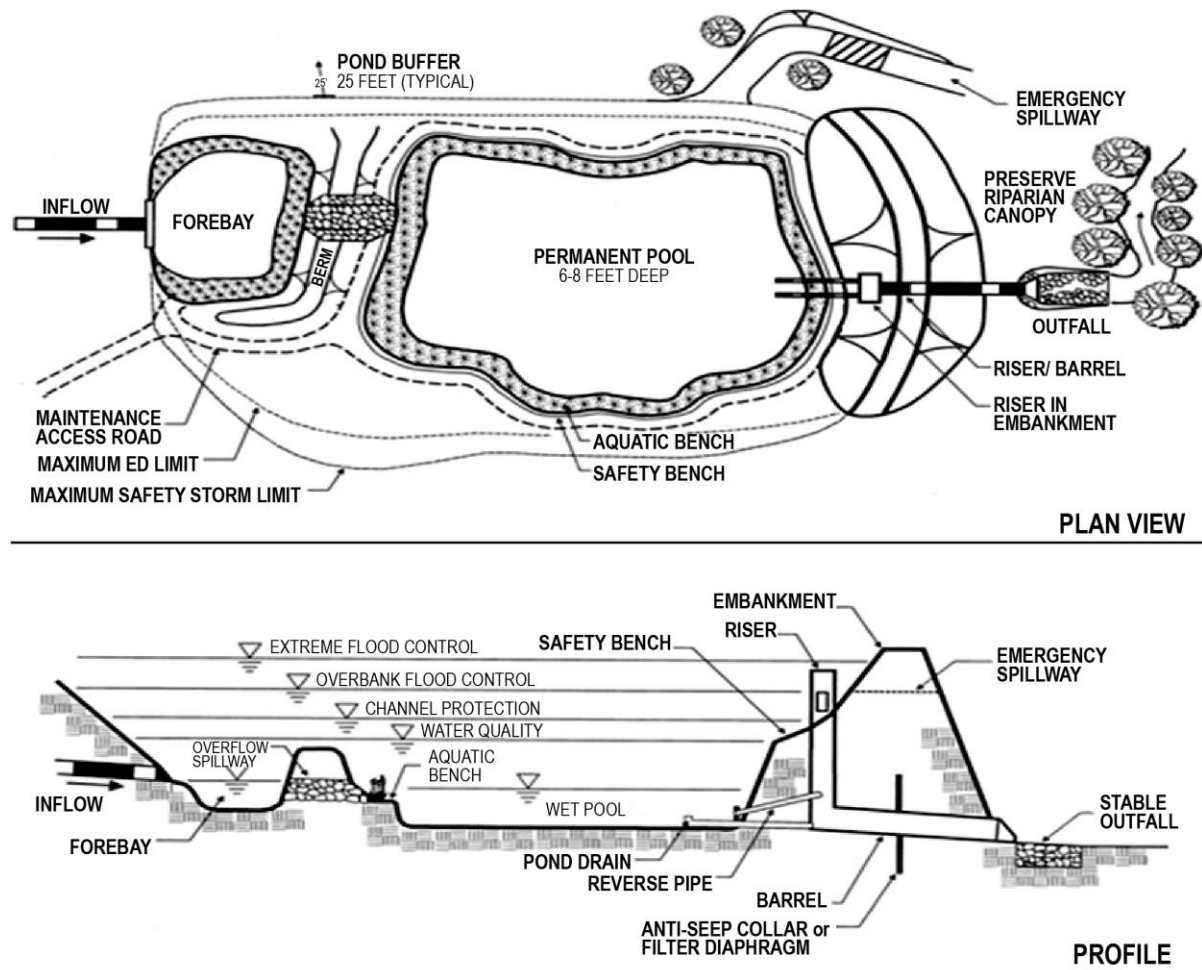 POND BUFFER
25'
25 FEET (TYPICAL)
EMERGENCY
SPILLWAY
PRESERVE
RIPARIAN
CANOPY
INFLOW
FOREBAY
BERM
PERMANENT POOL
6-8 FEET DEEP
OUTFALL
RISER/ BARREL
RISER IN
EMBANKMENT
MAINTENANCE
ACCESS ROAD
AQUATIC BENCH
MAXIMUM ED LIMIT
SAFETY BENCH
MAXIMUM SAFETY STORM LIMIT
PLAN VIEW
EMBANKMENT
RISER
SAFETY BENCH
EXTREME FLOOD CONTROL
EMERGENCY
SPILLWAY
OVERBANK FLOOD CONTROL
CHANNEL PROTECTION
WATER QUALITY
OVERFLOW
SPILLWAY
AQUATIC
BENCH
INFLOW
WET POOL
STABLE
OUTFALL
FOREBAY
POND DRAIN
REVERSE PIPE
BARREL
ANTI-SEEP COLLAR or
FILTER DIAPHRAGM
PROFILE